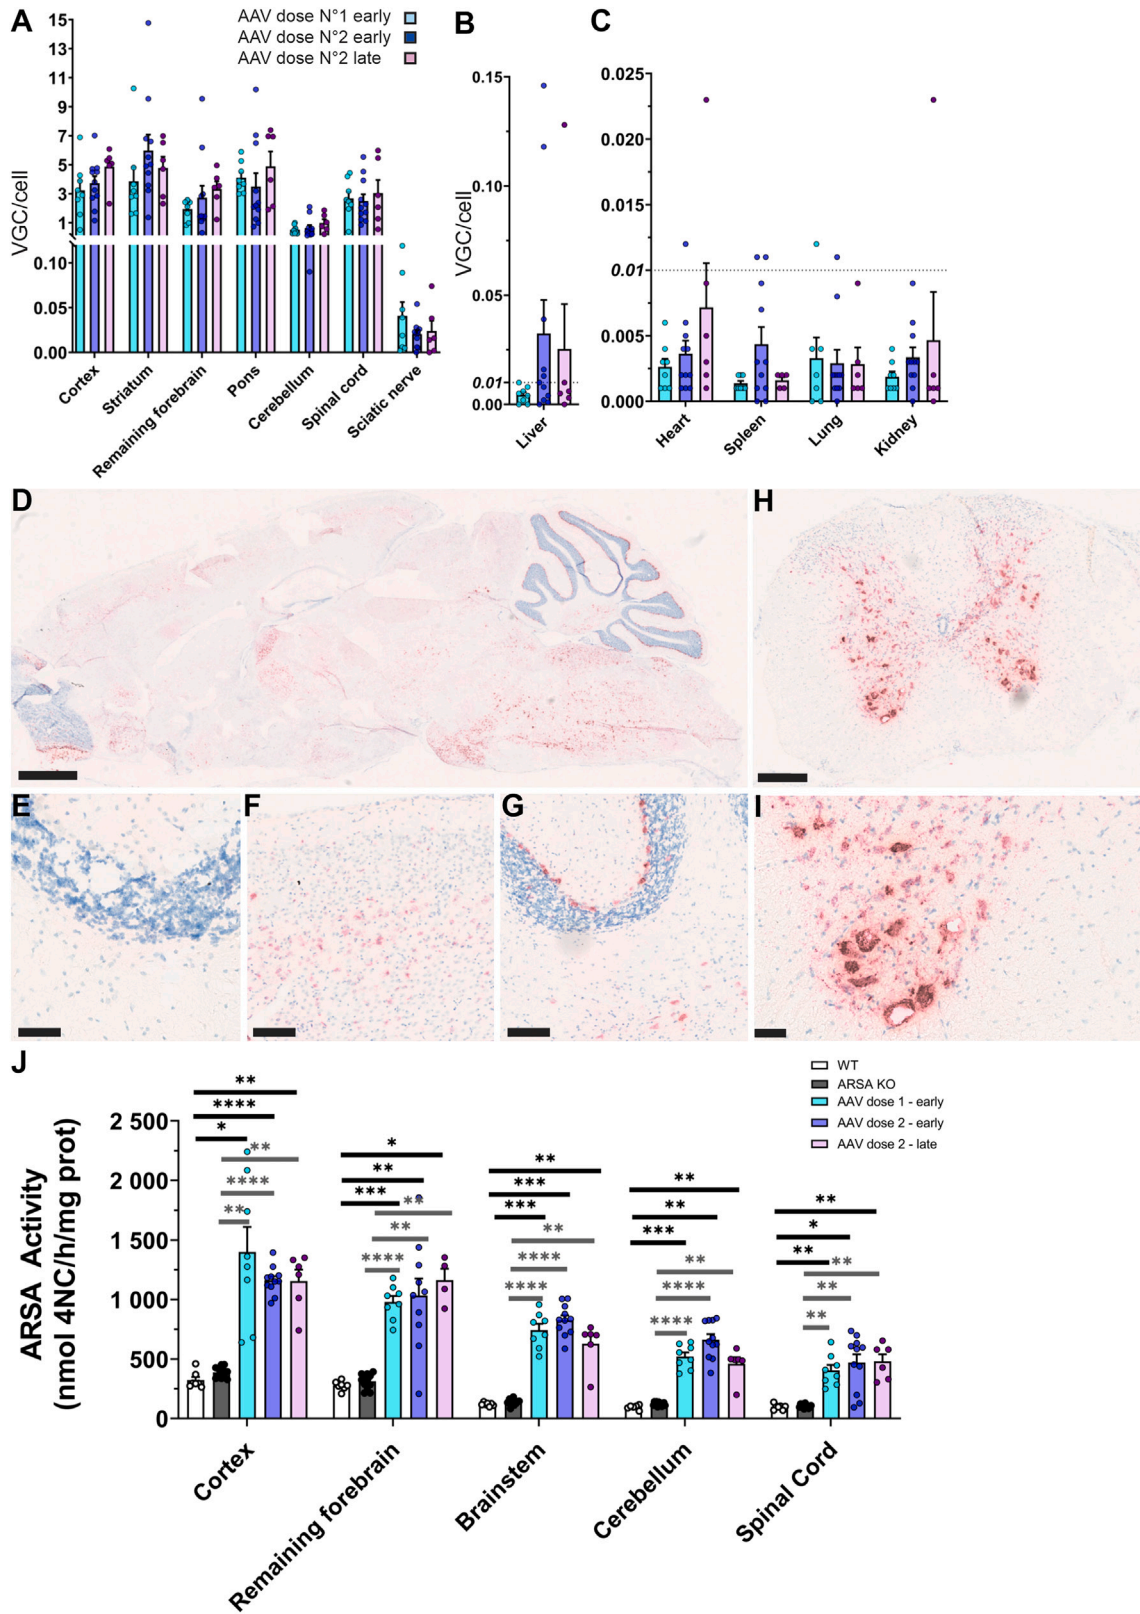 A
AAV dose N°1 early
AAV dose N°2 early
AAV dose N°2 late
VGC/cell
15
13
11
9
7
5
3
1
0.10
0.05
0.00
Cortex
Striatum
Remaining forebrain
Pons
Cerebellum
Spinal cord
Sciatic nerve
B
VGC/cell
0.15
0.10
0.05
0.01
0.00
Liver
C
0.025
0.020
0.015
0.01
0.005
0.000
Heart
Spleen
Lung
Kidney
D
H
E
F
G
I
J
WT
ARSA KO
AAV dose 1 - early
AAV dose 2 - early
AAV dose 2 - late
ARSA Activity
(nmol 4NC/h/mg prot)
2 500
2 000
1 500
1 000
500
0
** 
****
*
**
****
**
*
**
***
**
**
****
**
***
***
**
****
****
**
**
***
**
****
****
**
*
**
**
**
**
Cortex
Remaining forebrain
Brainstem
Cerebellum
Spinal Cord